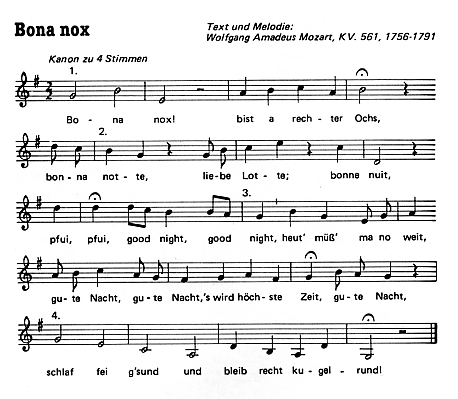 Bona nox
Text und Melodie:
Wolfgang Amadeus Mozart, KV. 561, 1756-1791
Kanon zu 4 Stimmen
1.
Bo - na nox! bist a rech - ter Ochs,
2.
bon - na not - te, lie - be Lot - te; bonne nuit,
3.
pfui, pfui, good night, good night, heut' müß' ma no weit,
gu - te Nacht, gu - te Nacht,'s wird höch - ste Zeit, gu - te Nacht,
4.
schlaf fei g'sund und bleib recht ku - gel - rund!